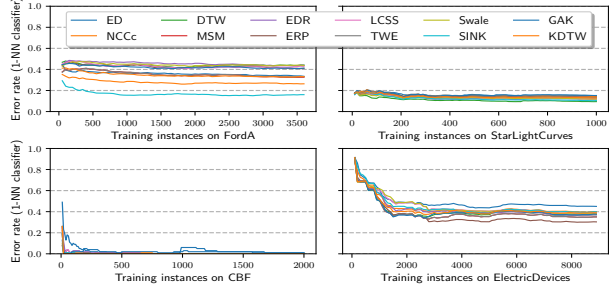 Error rate (1-NN classifier)
1.0
0.8
0.6
0.4
0.2
0.0
ED
NCCc
DTW
MSM
EDR
ERP
LCSS
TWE
Swale
SINK
GAK
KDTW
0 500 1000 1500 2000 2500 3000 3500
Training instances on FordA
0 200 400 600 800 1000
Training instances on StarLightCurves
Error rate (1-NN classifier)
1.0
0.8
0.6
0.4
0.2
0.0
0 500 1000 1500 2000
Training instances on CBF
0 2000 4000 6000 8000
Training instances on ElectricDevices